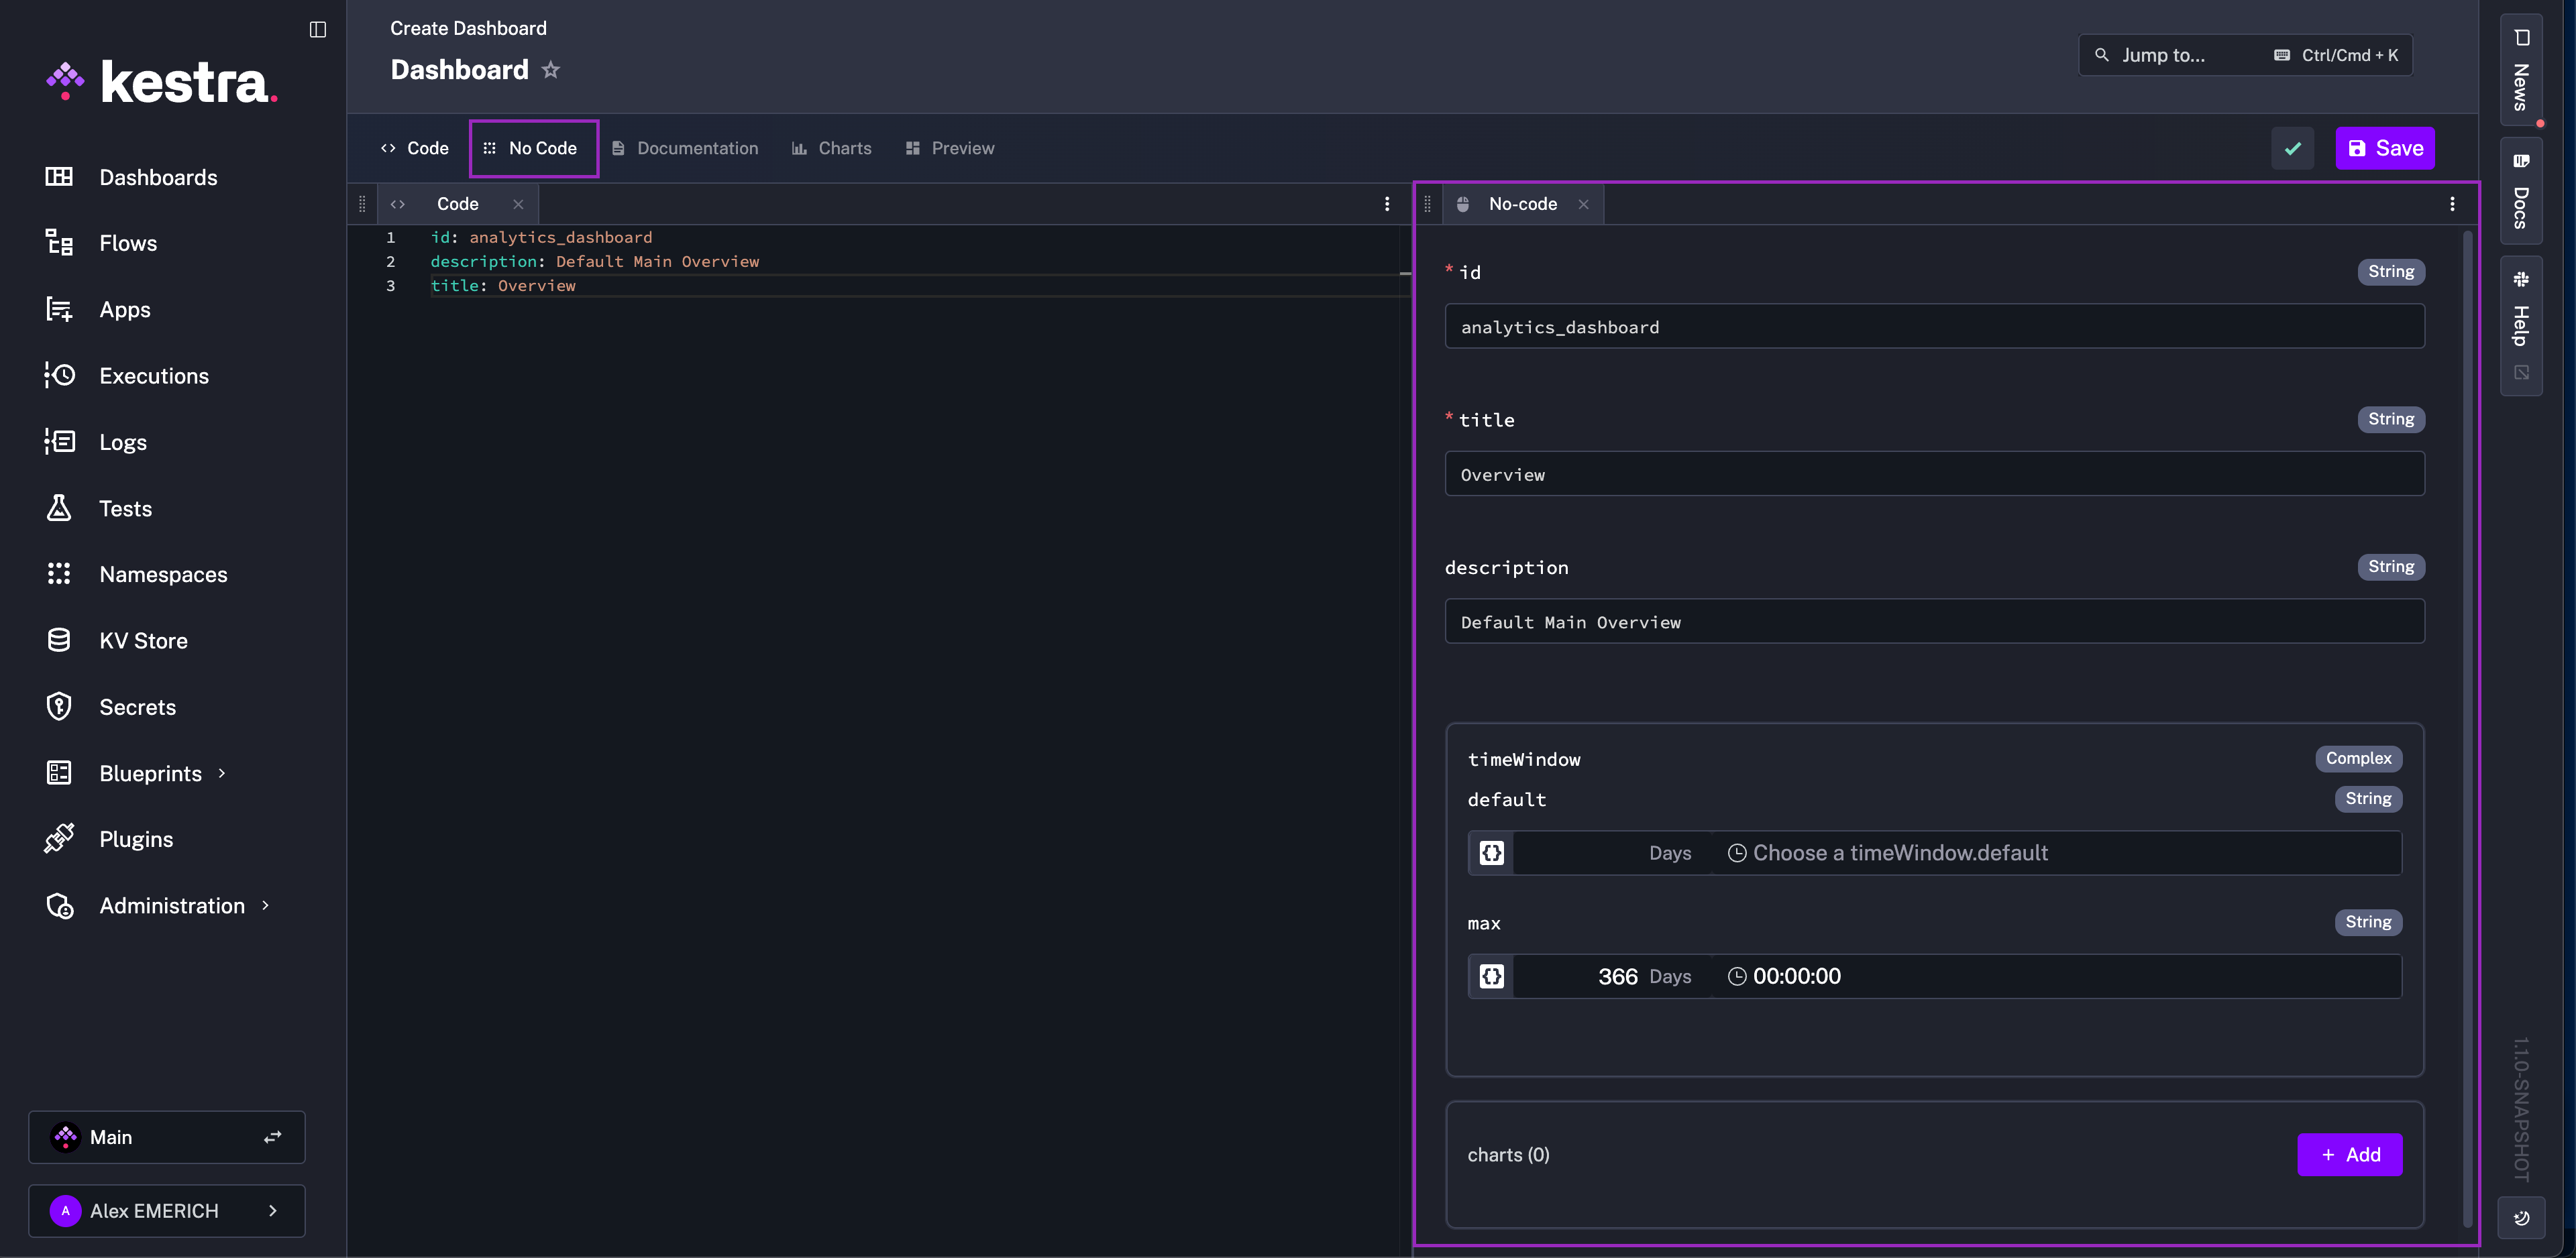 kestra.
Dashboards
Flows
Apps
Executions
Logs
Tests
Namespaces
KV Store
Secrets
Blueprints
Plugins
Administration
Main
A
Alex EMERICH
Create Dashboard
Dashboard
Jump to...
Ctrl/Cmd + K
Code
No Code
Documentation
Charts
Preview
Save
Code
1 id: analytics_dashboard
2 description: Default Main Overview
3 title: Overview
No-code
* id String
analytics_dashboard
* title String
Overview
description String
Default Main Overview
timeWindow Complex
default String
{} Days Choose a timeWindow.default
max String
{} 366 Days 00:00:00
charts (0) + Add
News
Docs
Help
1.1.0-SNAPSHOT